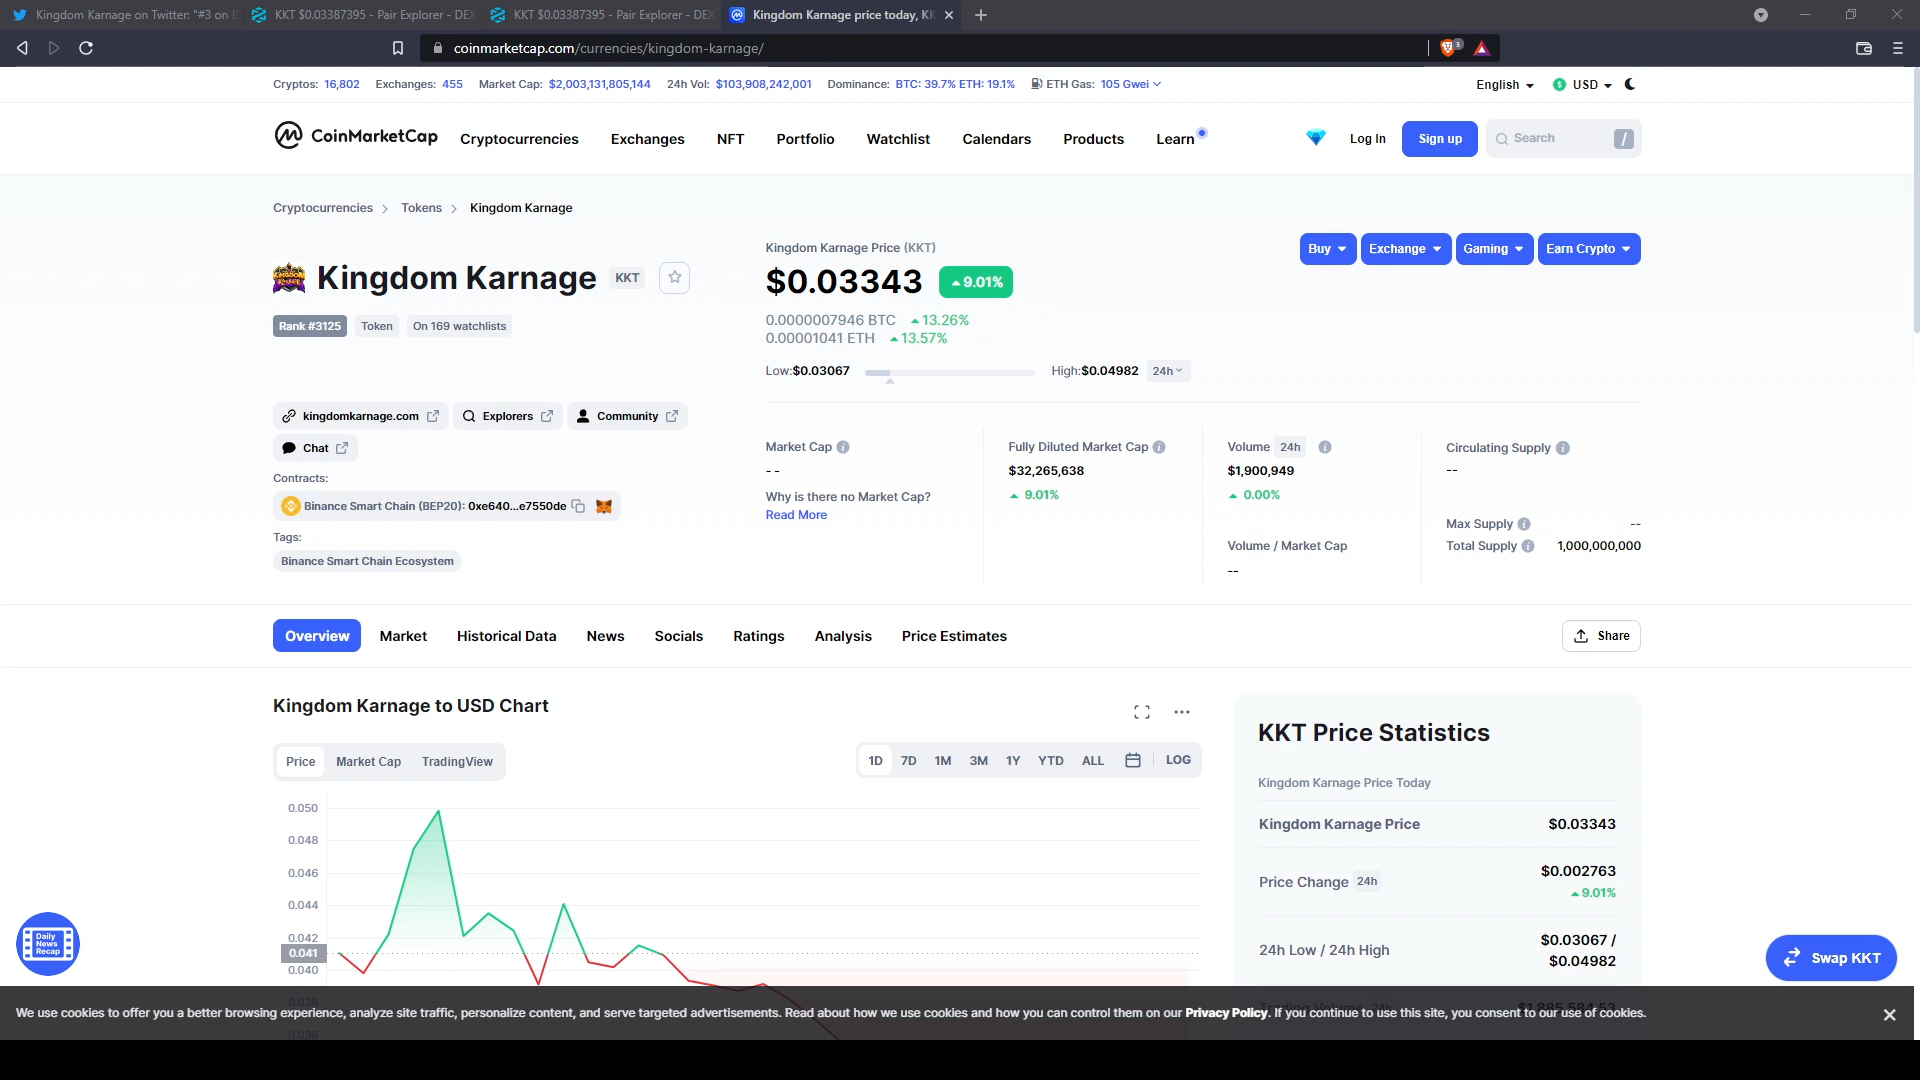 Kingdom Karnage on Twitter: "#3 on B
KKT $0.03387395 - Pair Explorer - DEX
KKT $0.03387395 - Pair Explorer - DEX
Kingdom Karnage price today, KK
coinmarketcap.com/currencies/kingdom-karnage/
3
Cryptos: 16,802 Exchanges: 455 Market Cap: $2,003,131,805,144 24h Vol: $103,908,242,001 Dominance: BTC: 39.7% ETH: 19.1% ETH Gas: 105 Gwei
English USD
CoinMarketCap
Cryptocurrencies Exchanges NFT Portfolio Watchlist Calendars Products Learn
Log In Sign up Search /
Cryptocurrencies > Tokens > Kingdom Karnage
Kingdom Karnage KKT
Rank #3125 Token On 169 watchlists
kingdomkarnage.com Explorers Community
Chat
Contracts:
Binance Smart Chain (BEP20): 0xe640...e7550de
Tags:
Binance Smart Chain Ecosystem
Kingdom Karnage Price (KKT)
$0.03343 9.01%
0.0000007946 BTC 13.26%
0.00001041 ETH 13.57%
Low:$0.03067 High:$0.04982 24h
Buy Exchange Gaming Earn Crypto
Market Cap
- -
Why is there no Market Cap?
Read More
Fully Diluted Market Cap
$32,265,638
9.01%
Volume 24h
$1,900,949
0.00%
Volume / Market Cap
--
Circulating Supply
--
Max Supply --
Total Supply 1,000,000,000
Overview Market Historical Data News Socials Ratings Analysis Price Estimates
Share
Kingdom Karnage to USD Chart
Price Market Cap TradingView
1D 7D 1M 3M 1Y YTD ALL LOG
0.050
0.048
0.046
0.044
0.042
0.041
0.040
0.038
0.036
KKT Price Statistics
Kingdom Karnage Price Today
Kingdom Karnage Price $0.03343
Price Change 24h $0.002763
9.01%
24h Low / 24h High $0.03067 /
$0.04982
Trading Volume 24h $1,885,584.53
Daily
News
Recap
Swap KKT
We use cookies to offer you a better browsing experience, analyze site traffic, personalize content, and serve targeted advertisements. Read about how we use cookies and how you can control them on our Privacy Policy. If you continue to use this site, you consent to our use of cookies.